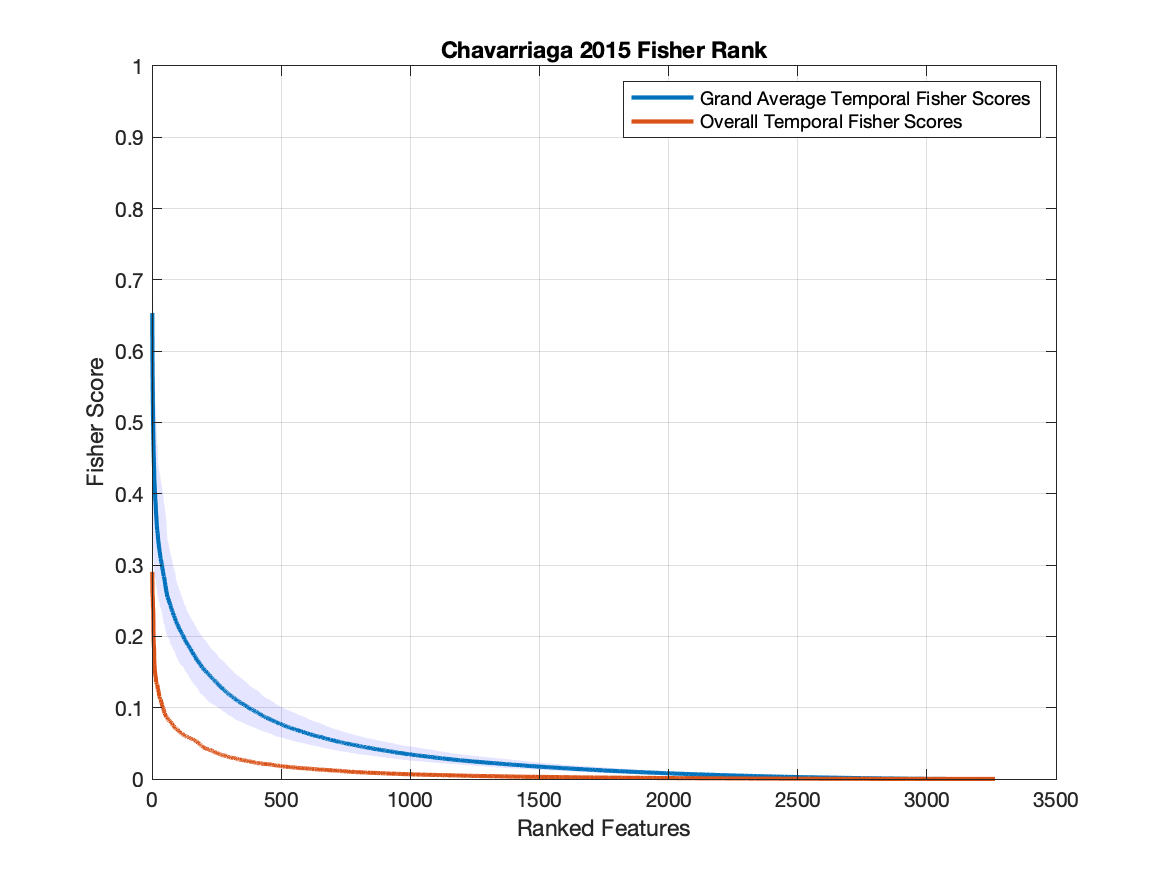 Chavarriaga 2015 Fisher Rank
Grand Average Temporal Fisher Scores
Overall Temporal Fisher Scores
1
0.9
0.8
0.7
0.6
0.5
0.4
0.3
0.2
0.1
0
Fisher Score
0 500 1000 1500 2000 2500 3000 3500
Ranked Features